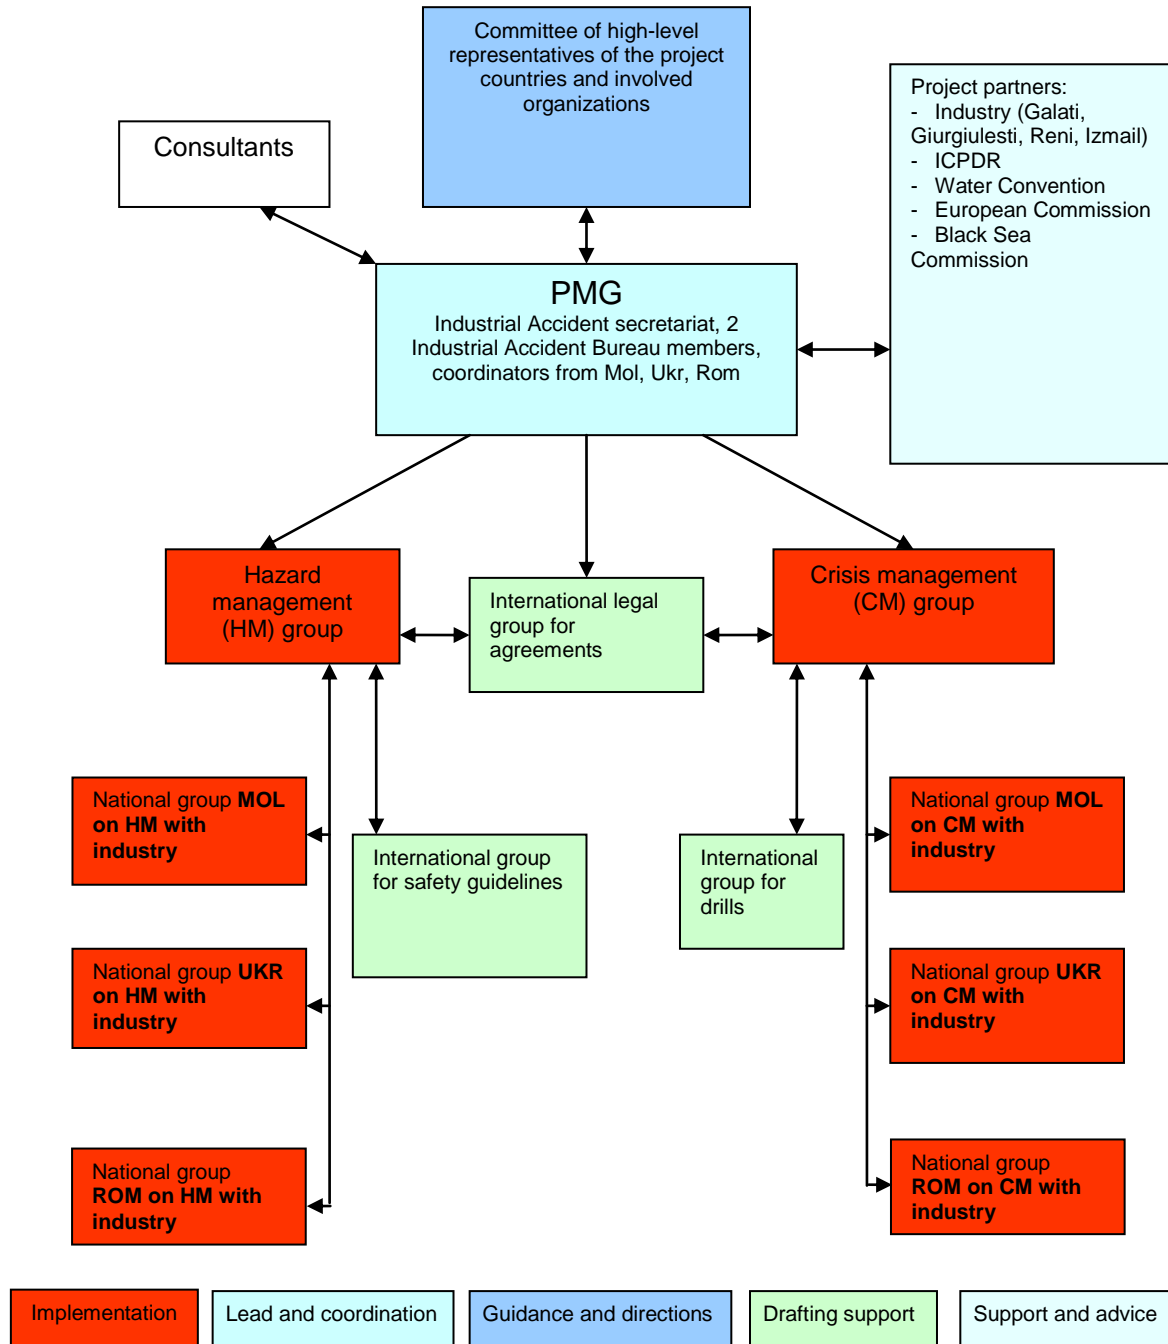 Committee of high-level
representatives of the project
countries and involved
organizations
Project partners:
- Industry (Galati,
Giurgiulesti, Reni, Izmail)
- ICPDR
- Water Convention
- European Commission
- Black Sea
Commission
Consultants
PMG
Industrial Accident secretariat, 2
Industrial Accident Bureau members,
coordinators from Mol, Ukr, Rom
Hazard
management
(HM) group
International legal
group for
agreements
Crisis management
(CM) group
National group MOL
on HM with
industry
International group
for safety guidelines
International
group for
drills
National group MOL
on CM with
industry
National group UKR
on HM with
industry
National group UKR
on CM with
industry
National group
ROM on HM with
industry
National group
ROM on CM with
industry
Implementation
Lead and coordination
Guidance and directions
Drafting support
Support and advice